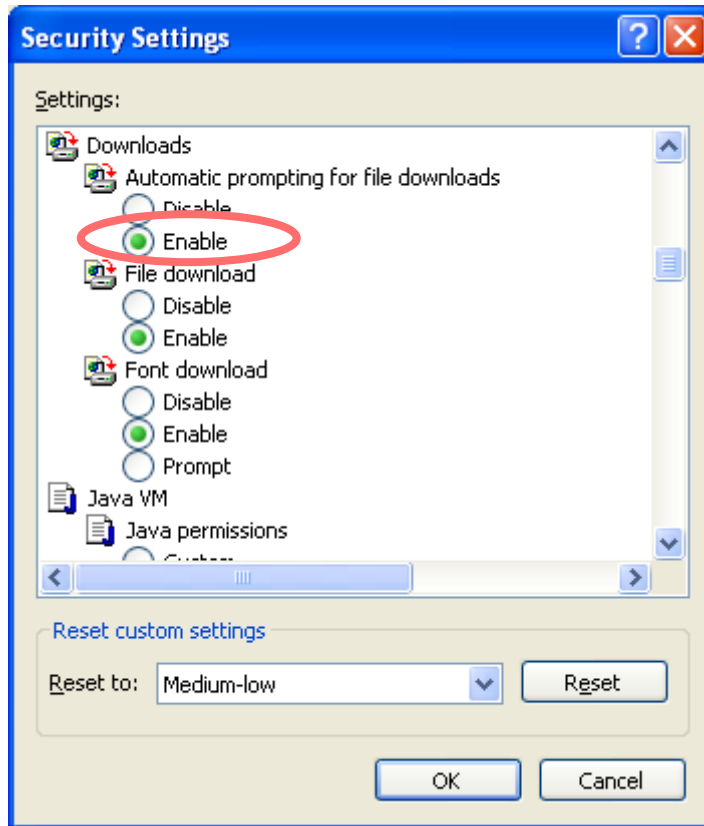 Security Settings
Settings:
Downloads
Automatic prompting for file downloads
Disable
Enable
File download
Disable
Enable
Font download
Disable
Enable
Prompt
Java VM
Java permissions
Custom
Reset custom settings
Reset to: Medium-low Reset
OK Cancel